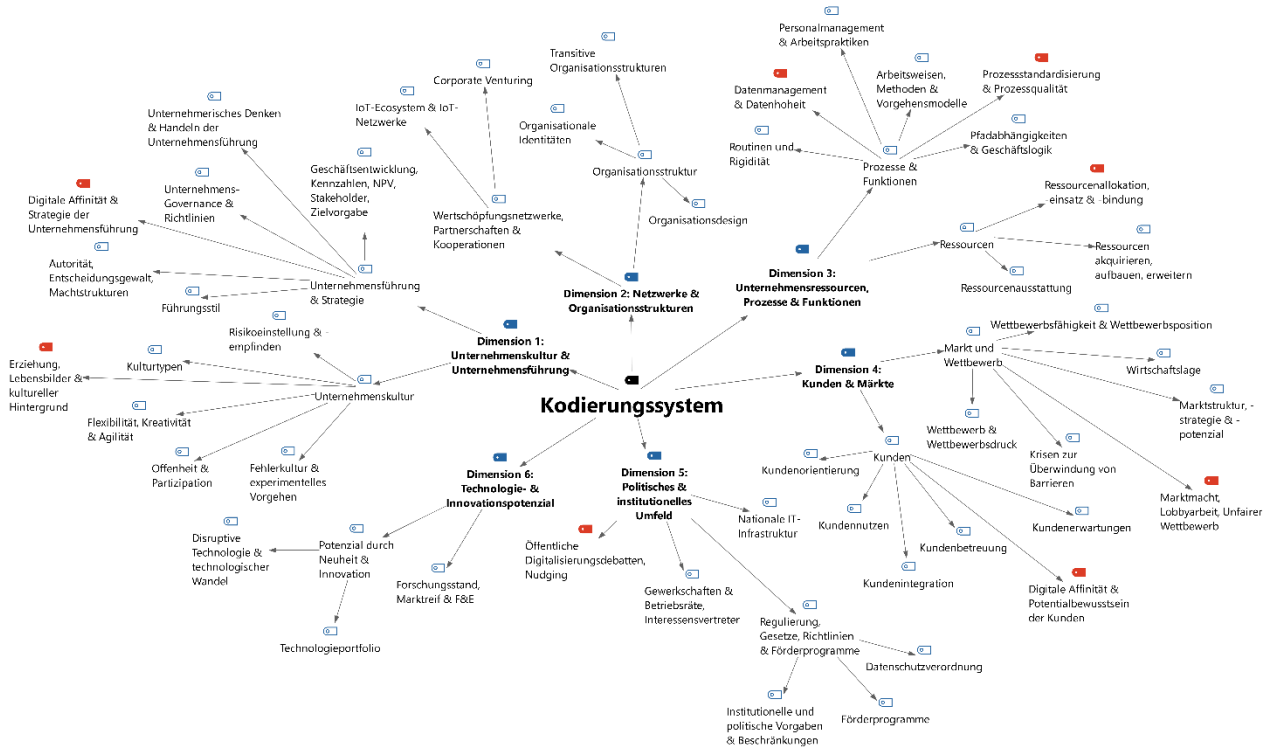 Kodierungssystem
Dimension 1:
Unternehmenskultur &
Unternehmensführung
Unternehmensführung
& Strategie
Unternehmerisches Denken
& Handeln der
Unternehmensführung
Geschäftsentwicklung,
Kennzahlen, NPV,
Stakeholder,
Zielvorgabe
Unternehmens-
Governance &
Richtlinien
Digitale Affinität &
Strategie der
Unternehmensführung
Autorität,
Entscheidungsgewalt,
Machtstrukturen
Führungsstil
Unternehmenskultur
Risikoeinstellung & -
empfinden
Kulturtypen
Erziehung,
Lebensbilder &
kultureller
Hintergrund
Flexibilität, Kreativität
& Agilität
Offenheit &
Partizipation
Fehlerkultur &
experimentelles
Vorgehen
Dimension 2: Netzwerke &
Organisationsstrukturen
Wertschöpfungsnetzwerke,
Partnerschaften &
Kooperationen
IoT-Ecosystem & IoT-
Netzwerke
Corporate Venturing
Organisationsstruktur
Transitive
Organisationsstrukturen
Organisationale
Identitäten
Organisationsdesign
Dimension 3:
Unternehmensressourcen,
Prozesse & Funktionen
Prozesse &
Funktionen
Personalmanagement
& Arbeitspraktiken
Datenmanagement
& Datenhoheit
Arbeitsweisen,
Methoden &
Vorgehensmodelle
Prozessstandardisierung
& Prozessqualität
Routinen und
Rigidität
Pfadabhängigkeiten
& Geschäftslogik
Ressourcen
Ressourcenallokation,
-einsatz & -bindung
Ressourcen
akquirieren,
aufbauen, erweitern
Ressourcenausstattung
Dimension 4:
Kunden & Märkte
Markt und
Wettbewerb
Wettbewerbsfähigkeit & Wettbewerbsposition
Wirtschaftslage
Marktstruktur, -
strategie & -
potenzial
Wettbewerb &
Wettbewerbsdruck
Krisen zur
Überwindung von
Barrieren
Marktmacht,
Lobbyarbeit, Unfairer
Wettbewerb
Kunden
Kundenorientierung
Kundennutzen
Kundenintegration
Kundenbetreuung
Kundenerwartungen
Digitale Affinität &
Potentialbewusstsein
der Kunden
Dimension 5:
Politisches &
institutionelles
Umfeld
Nationale IT-
Infrastruktur
Öffentliche
Digitalisierungsdebatten,
Nudging
Gewerkschaften &
Betriebsräte,
Interessensvertreter
Regulierung,
Gesetze, Richtlinien
& Förderprogramme
Datenschutzverordnung
Förderprogramme
Institutionelle und
politische Vorgaben
& Beschränkungen
Dimension 6:
Technologie- &
Innovationspotenzial
Potenzial durch
Neuheit &
Innovation
Disruptive
Technologie &
technologischer
Wandel
Technologieportfolio
Forschungsstand,
Marktreif & F&E